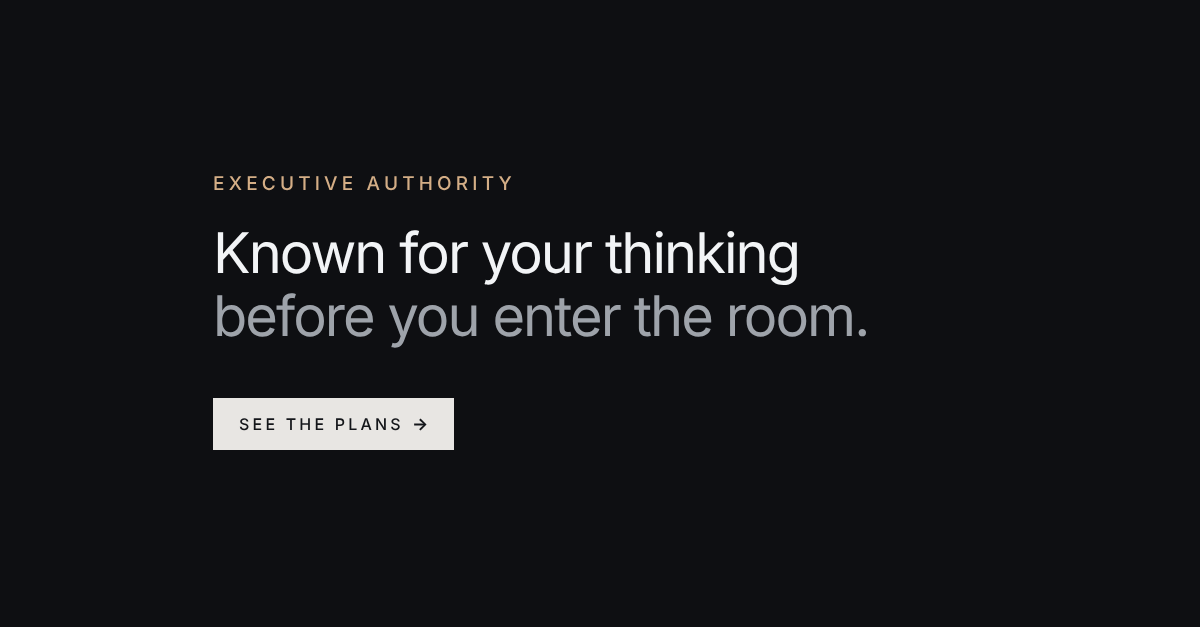 EXECUTIVE AUTHORITY
Known for your thinking
before you enter the room.
SEE THE PLANS →